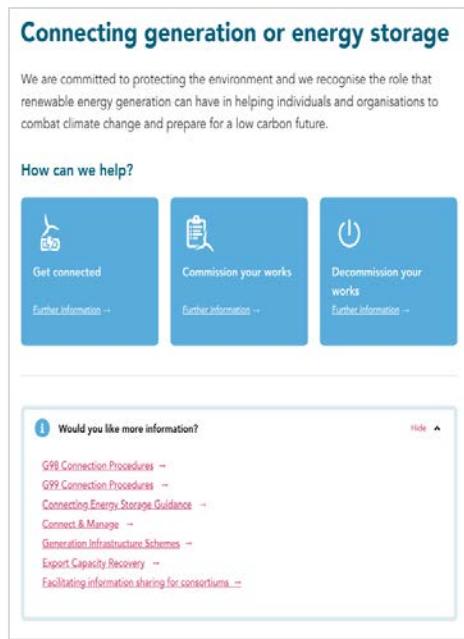 Connecting generation or energy storage
We are committed to protecting the environment and we recognise the role that
renewable energy generation can have in helping individuals and organisations to
combat climate change and prepare for a low carbon future.
How can we help?
Get connected
Further information →
Commission your works
Further information →
Decommission your
works
Further information →
Would you like more information?
Hide
G98 Connection Procedures →
G99 Connection Procedures →
Connecting Energy Storage Guidance →
Connect & Manage →
Generation Infrastructure Schemes →
Export Capacity Recovery →
Facilitating information sharing for consortiums →